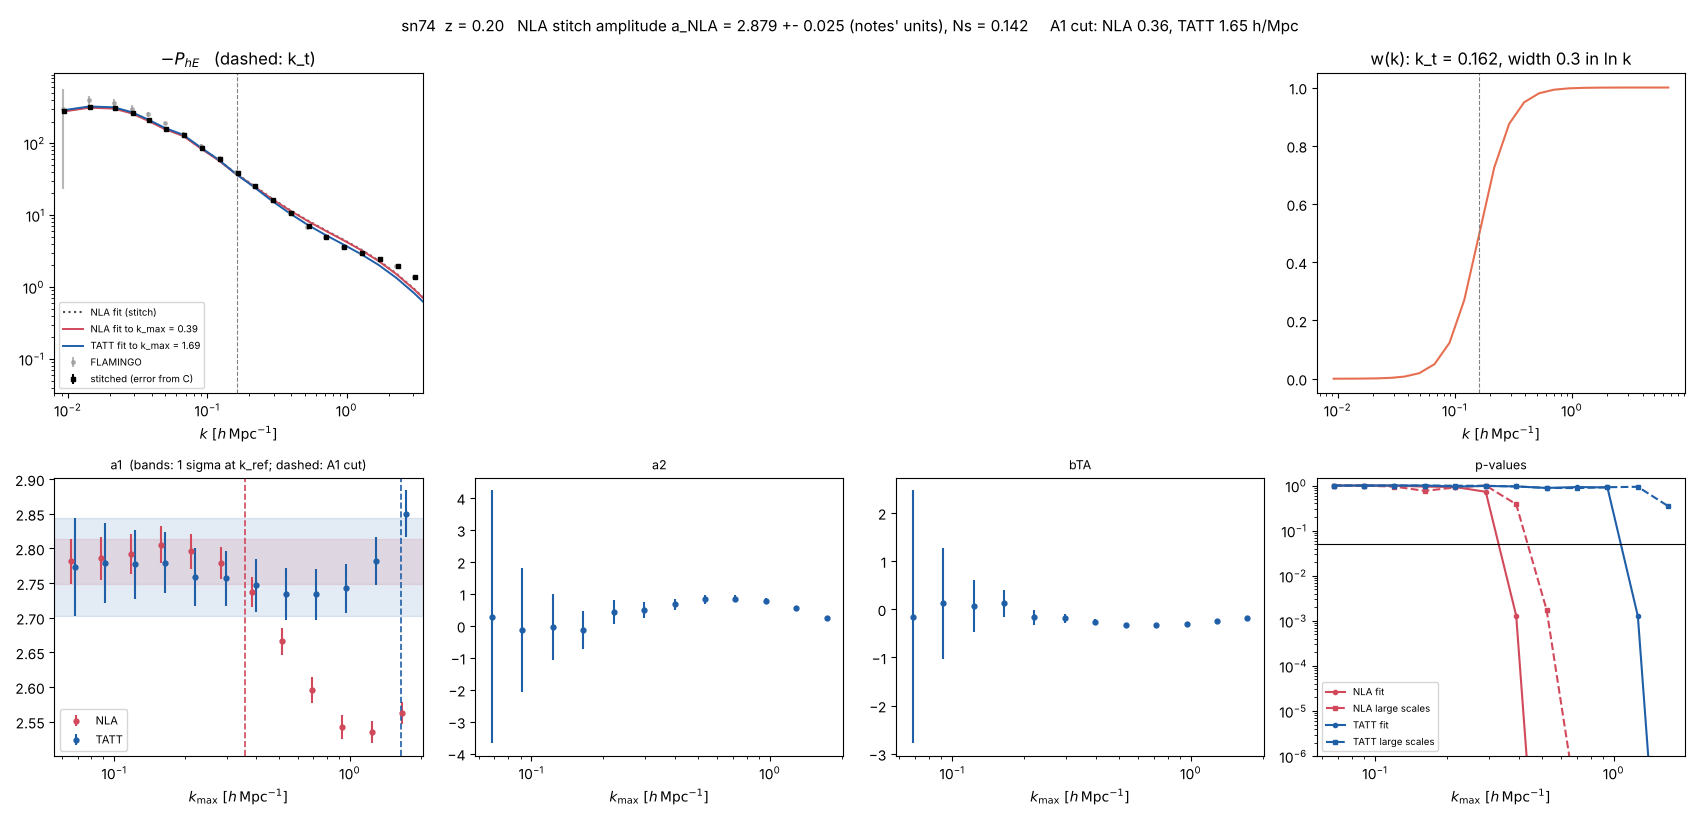 sn74  z = 0.20   NLA stitch amplitude a_NLA = 2.879 +- 0.025 (notes' units), Ns = 0.142     A1 cut: NLA 0.36, TATT 1.65 h/Mpc
−P_{hE}   (dashed: k_t)
10²
10¹
10⁰
10⁻¹
NLA fit (stitch)
NLA fit to k_max = 0.39
TATT fit to k_max = 1.69
FLAMINGO
stitched (error from C)
10⁻²
10⁻¹
10⁰
k [h Mpc⁻¹]
w(k): k_t = 0.162, width 0.3 in ln k
1.0
0.8
0.6
0.4
0.2
0.0
10⁻²
10⁻¹
10⁰
k [h Mpc⁻¹]
a1  (bands: 1 sigma at k_ref; dashed: A1 cut)
2.90
2.85
2.80
2.75
2.70
2.65
2.60
2.55
NLA
TATT
10⁻¹
10⁰
k_max [h Mpc⁻¹]
a2
4
3
2
1
0
−1
−2
−3
−4
10⁻¹
10⁰
k_max [h Mpc⁻¹]
bTA
2
1
0
−1
−2
−3
10⁻¹
10⁰
k_max [h Mpc⁻¹]
p-values
10⁰
10⁻¹
10⁻²
10⁻³
10⁻⁴
10⁻⁵
10⁻⁶
NLA fit
NLA large scales
TATT fit
TATT large scales
10⁻¹
10⁰
k_max [h Mpc⁻¹]